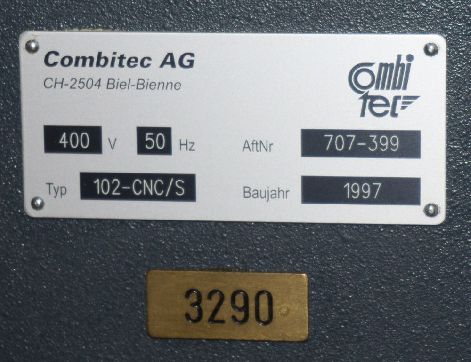 Combitec AG
CH-2504 Biel-Bienne
Combi
tec
400 V 50 Hz AftNr 707-399
Typ 102-CNC/S Baujahr 1997
3290